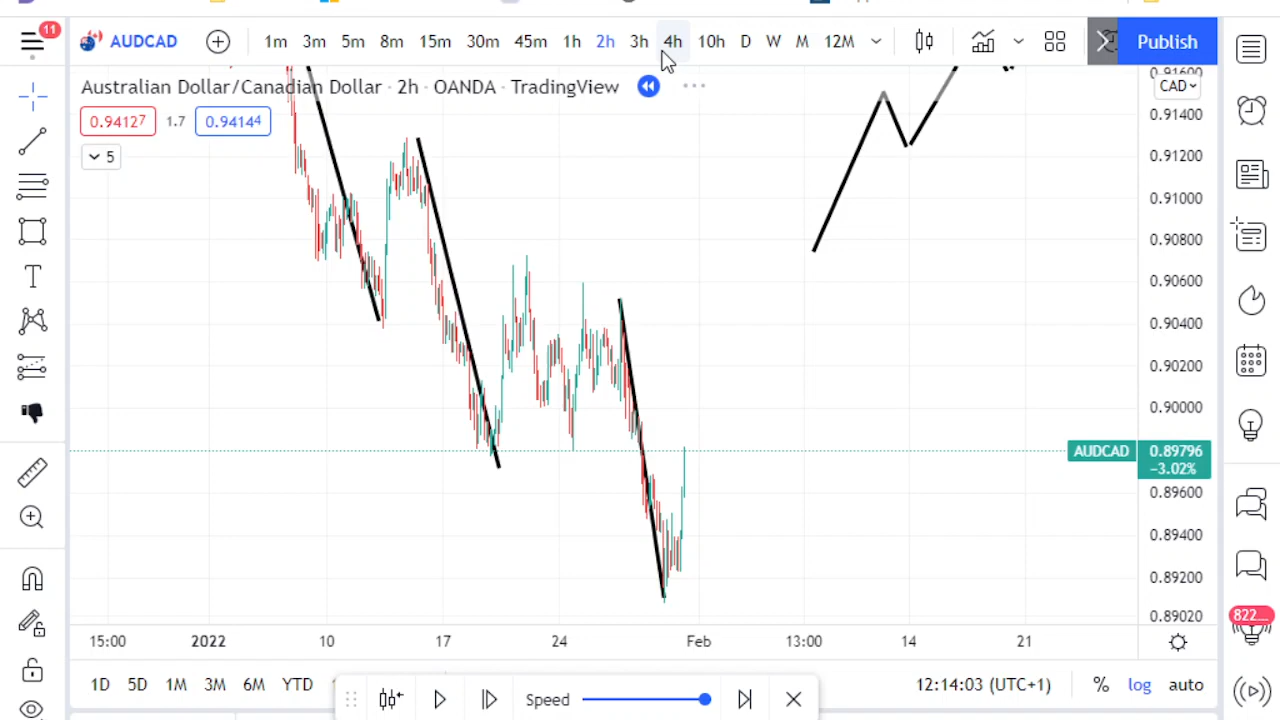 11
AUDCAD 1m 3m 5m 8m 15m 30m 45m 1h 2h 3h 4h 10h D W M 12M Publish
Australian Dollar/Canadian Dollar · 2h · OANDA · TradingView
0.94127 1.7 0.94144
5
0.91600
CAD
0.91400
0.91200
0.91000
0.90800
0.90600
0.90400
0.90200
0.90000
AUDCAD 0.89796
−3.02%
0.89600
0.89400
0.89200
0.89020
822...
15:00 2022 10 17 24 Feb 13:00 14 21
1D 5D 1M 3M 6M YTD 12:14:03 (UTC+1) % log auto
Speed